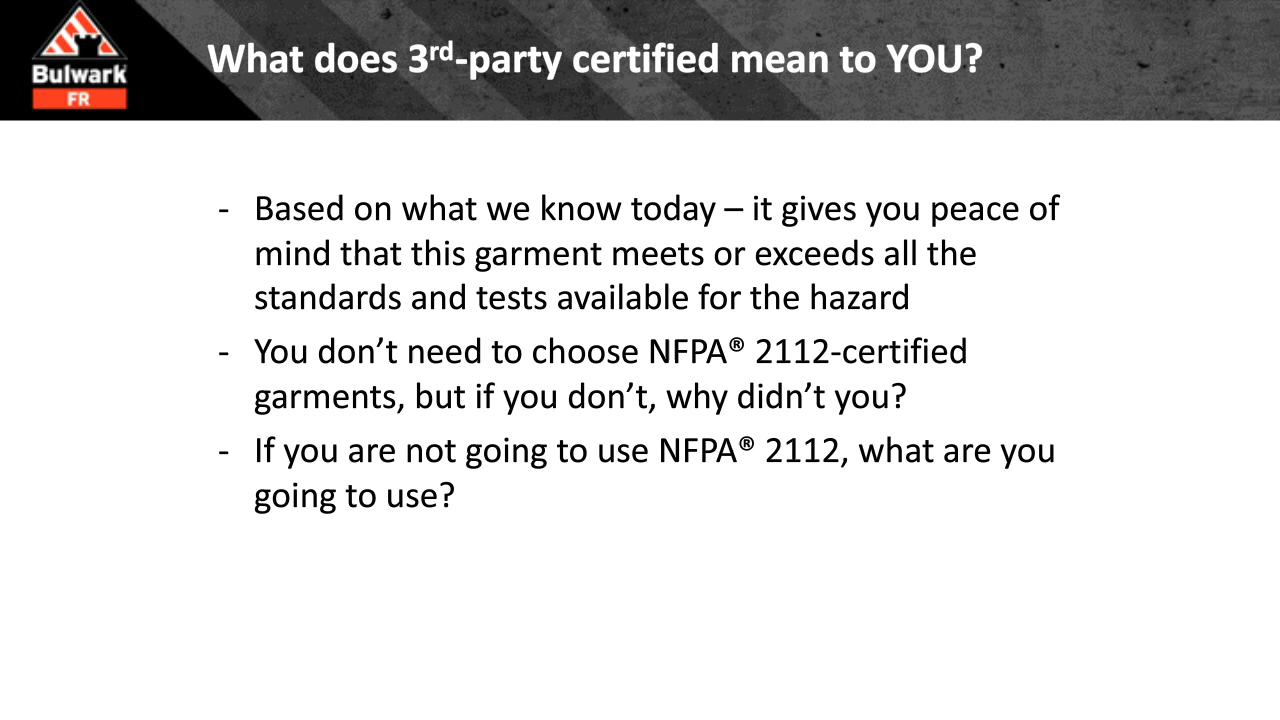 Bulwark
FR
What does 3rd-party certified mean to YOU?
- Based on what we know today – it gives you peace of
mind that this garment meets or exceeds all the
standards and tests available for the hazard
- You don’t need to choose NFPA® 2112-certified
garments, but if you don’t, why didn’t you?
- If you are not going to use NFPA® 2112, what are you
going to use?